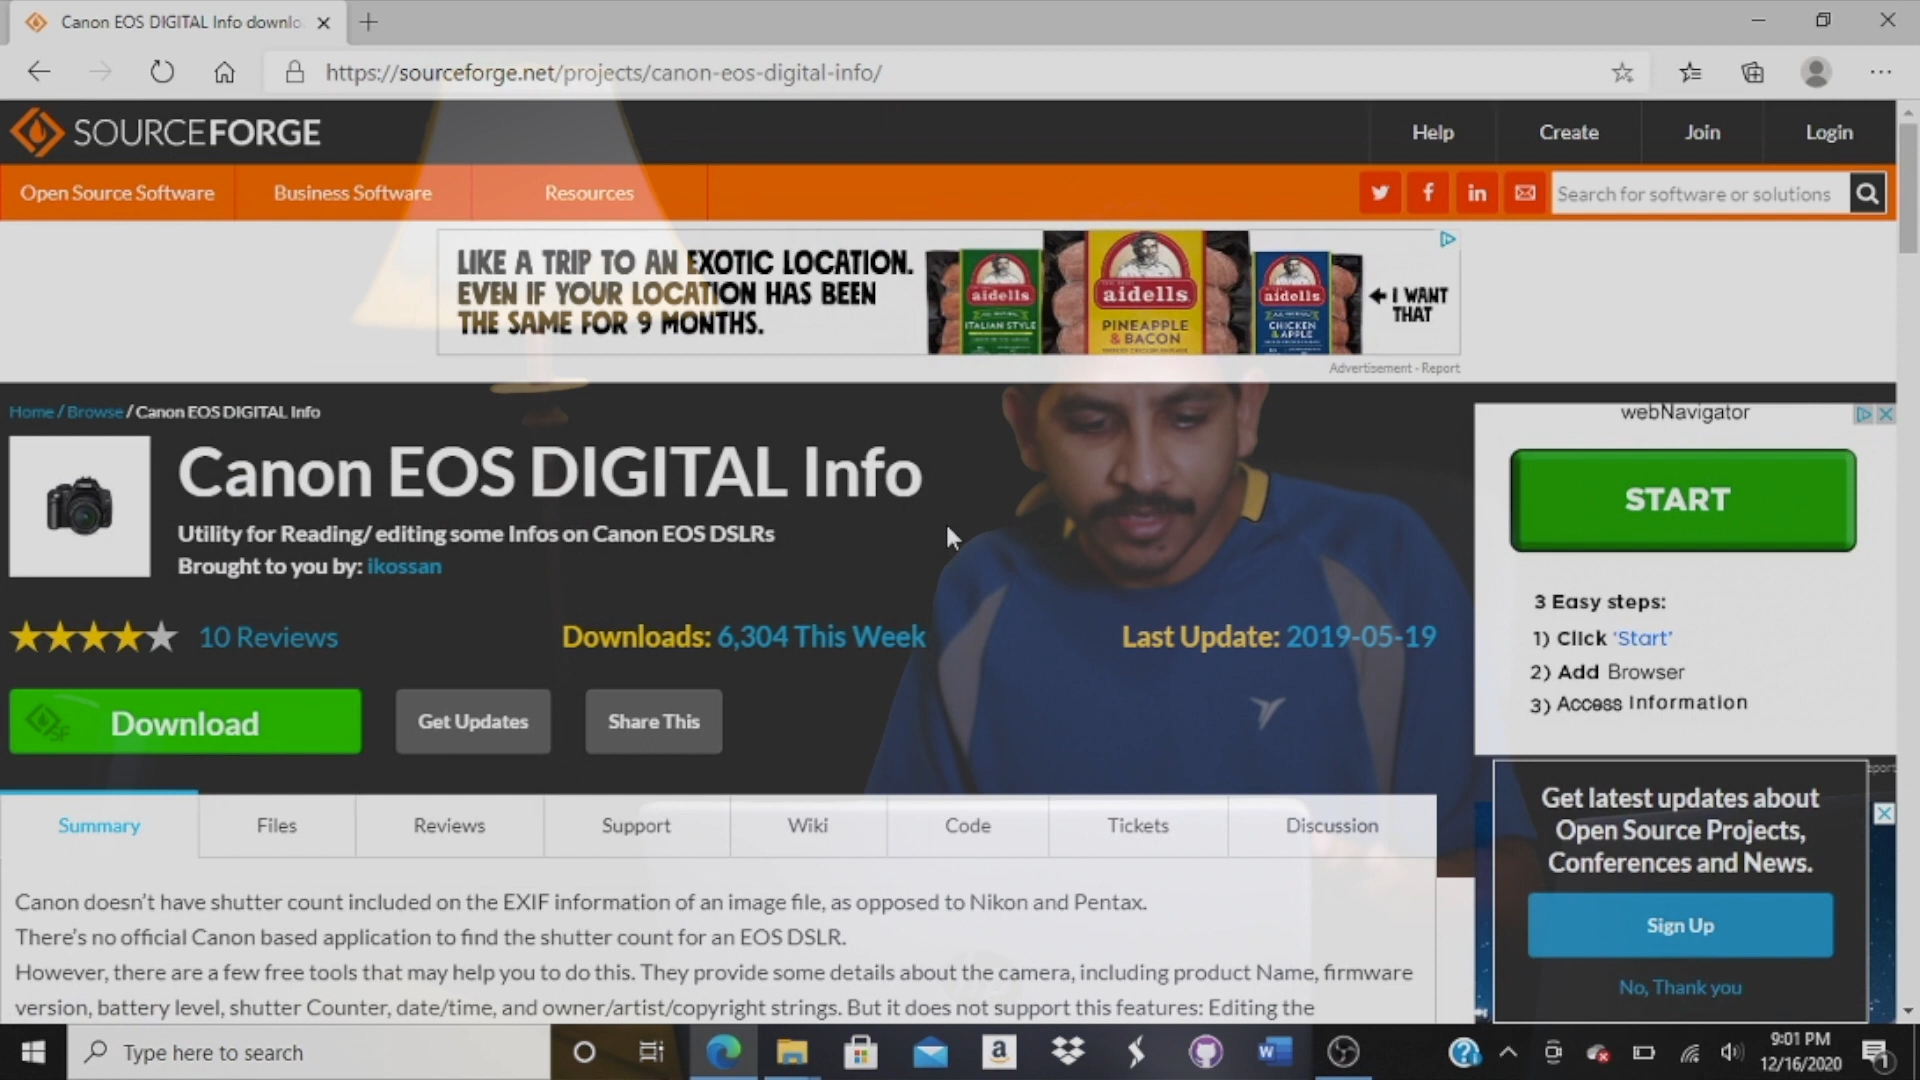 Canon EOS DIGITAL Info downlo
https://sourceforge.net/projects/canon-eos-digital-info/
SOURCEFORGE
Help
Create
Join
Login
Open Source Software
Business Software
Resources
Search for software or solutions
LIKE A TRIP TO AN EXOTIC LOCATION.
EVEN IF YOUR LOCATION HAS BEEN
THE SAME FOR 9 MONTHS.
aidells
ITALIAN STYLE
aidells
PINEAPPLE
& BACON
aidells
CHICKEN
& APPLE
I WANT
THAT
Advertisement - Report
Home / Browse / Canon EOS DIGITAL Info
Canon EOS DIGITAL Info
Utility for Reading/ editing some Infos on Canon EOS DSLRs
Brought to you by: ikossan
10 Reviews
Downloads: 6,304 This Week
Last Update: 2019-05-19
Download
Get Updates
Share This
webNavigator
START
3 Easy steps:
1) Click 'Start'
2) Add Browser
3) Access Information
Summary
Files
Reviews
Support
Wiki
Code
Tickets
Discussion
Canon doesn't have shutter count included on the EXIF information of an image file, as opposed to Nikon and Pentax.
There's no official Canon based application to find the shutter count for an EOS DSLR.
However, there are a few free tools that may help you to do this. They provide some details about the camera, including product Name, firmware
version, battery level, shutter Counter, date/time, and owner/artist/copyright strings. But it does not support this features: Editing the
Get latest updates about
Open Source Projects,
Conferences and News.
Sign Up
No, Thank you
Type here to search
9:01 PM
12/16/2020